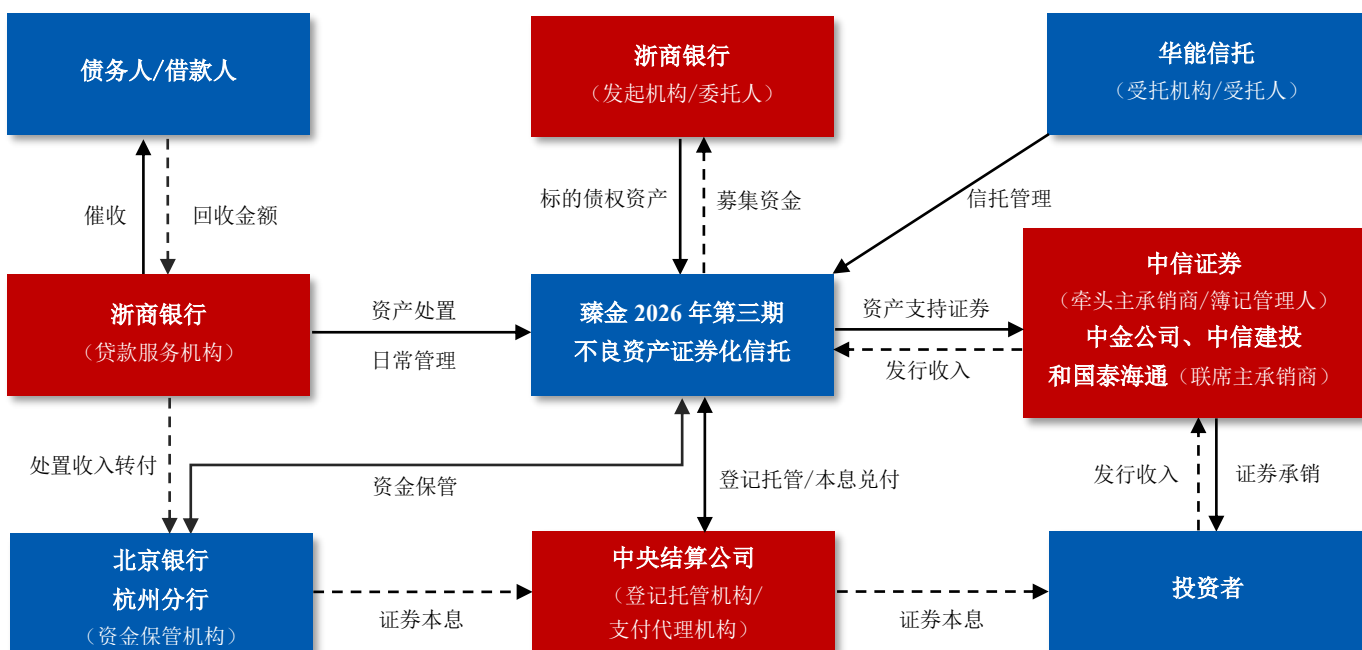 债务人/借款人
浙商银行
（发起机构/委托人）
华能信托
（受托机构/受托人）
催收
回收金额
标的债权资产
募集资金
信托管理
浙商银行
（贷款服务机构）
资产处置
日常管理
臻金 2026 年第三期
不良资产证券化信托
资产支持证券
发行收入
中信证券
（牵头主承销商/簿记管理人）
中金公司、中信建投
和国泰海通（联席主承销商）
处置收入转付
资金保管
登记托管/本息兑付
发行收入
证券承销
北京银行
杭州分行
（资金保管机构）
证券本息
中央结算公司
（登记托管机构/
支付代理机构）
证券本息
投资者